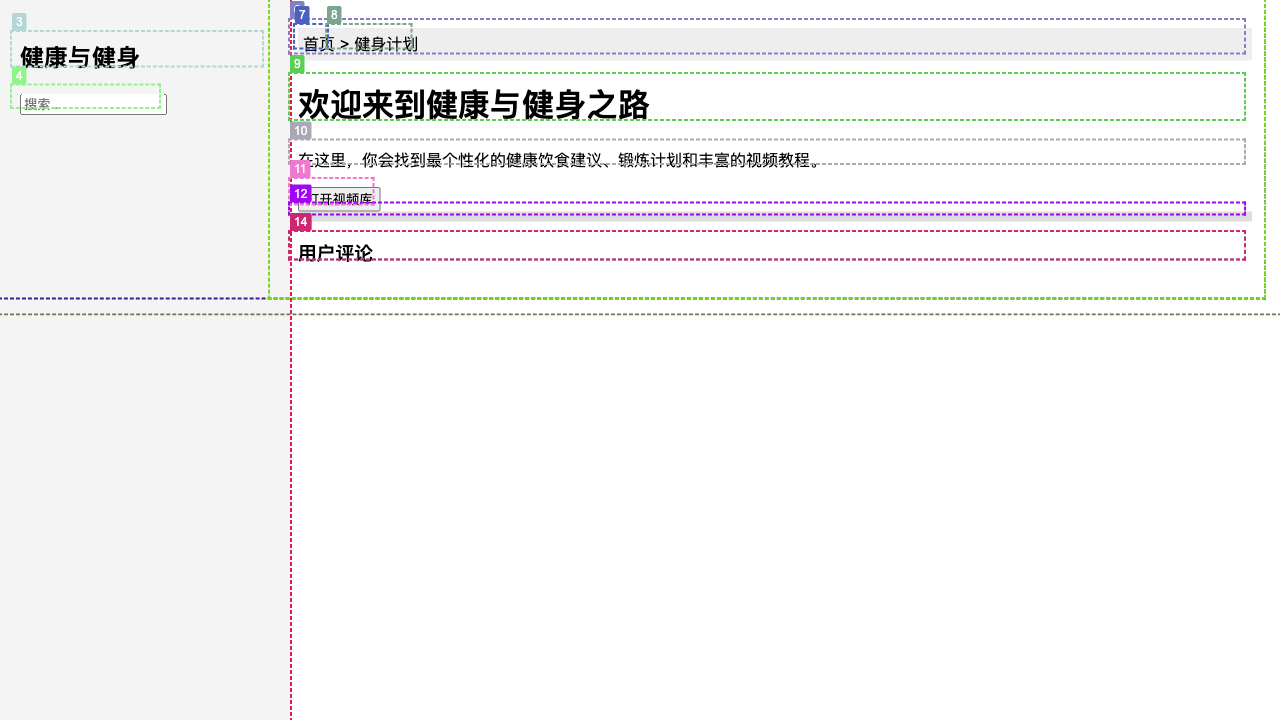 3
健康与健身
4
搜索...
7
8
首页 > 健身计划
9
欢迎来到健康与健身之路
10
在这里，你会找到最个性化的健康饮食建议、锻炼计划和丰富的视频教程。
11
12
打开视频库
14
用户评论